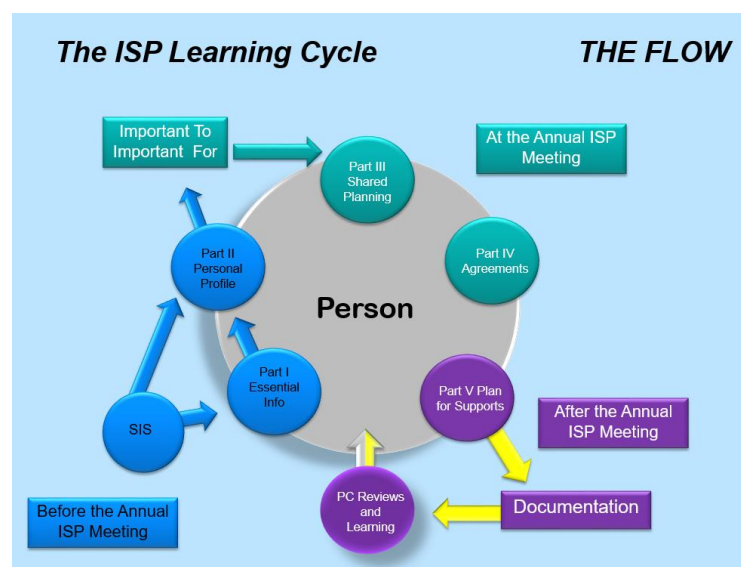 The ISP Learning Cycle
THE FLOW
Important To
Important For
Part III
Shared
Planning
At the Annual ISP
Meeting
Part II
Personal
Profile
Part IV
Agreements
Person
Part I
Essential
Info
Part V Plan
for Supports
SIS
After the Annual
ISP Meeting
PC Reviews
and
Learning
Documentation
Before the Annual
ISP Meeting